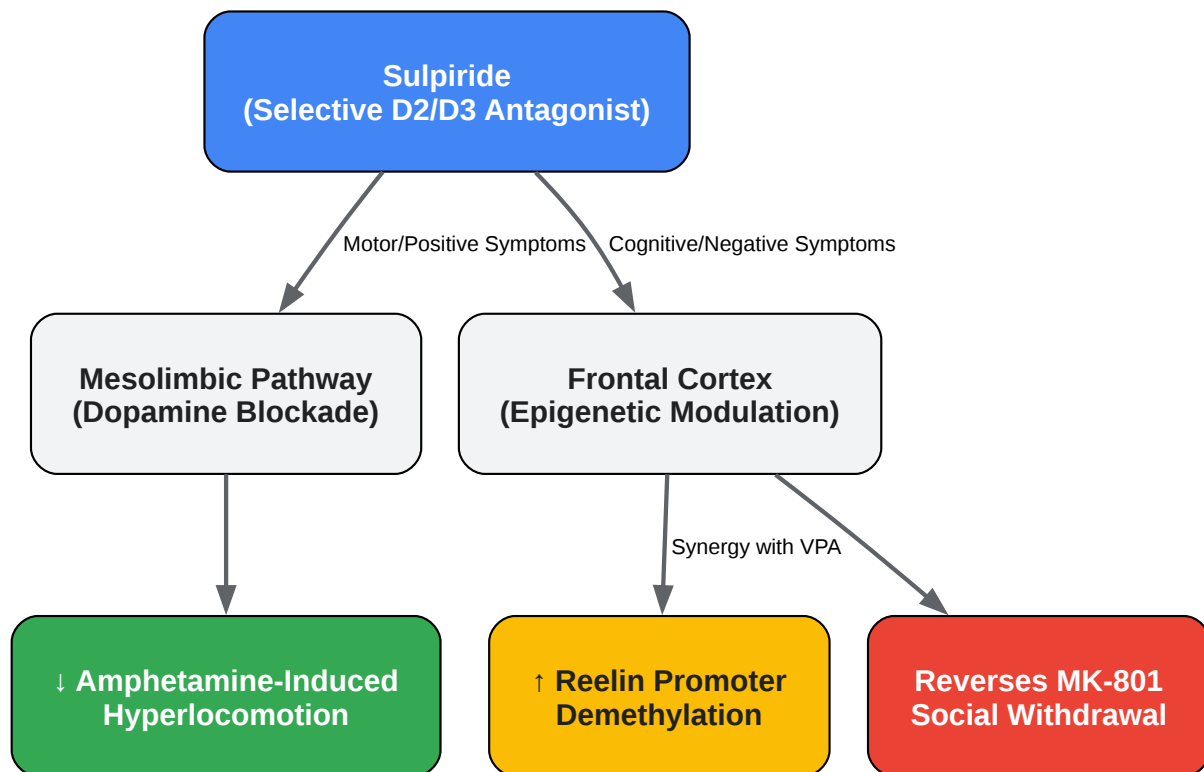 Sulpiride
(Selective D2/D3 Antagonist)
Motor/Positive Symptoms
Cognitive/Negative Symptoms
Mesolimbic Pathway
(Dopamine Blockade)
Frontal Cortex
(Epigenetic Modulation)
Synergy with VPA
↓ Amphetamine-Induced
Hyperlocomotion
↑ Reelin Promoter
Demethylation
Reverses MK-801
Social Withdrawal